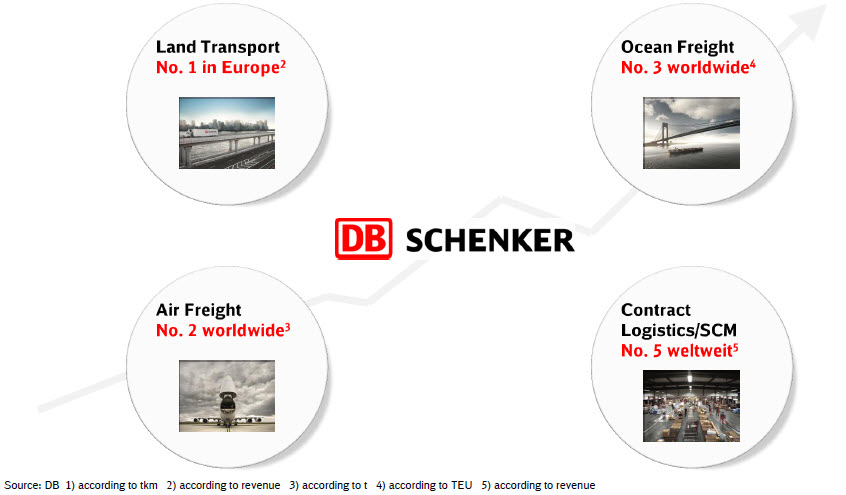 Land Transport
No. 1 in Europe²
Ocean Freight
No. 3 worldwide⁴
DB SCHENKER
Air Freight
No. 2 worldwide³
Contract
Logistics/SCM
No. 5 weltweit⁵
Source: DB 1) according to tkm 2) according to revenue 3) according to t 4) according to TEU 5) according to revenue